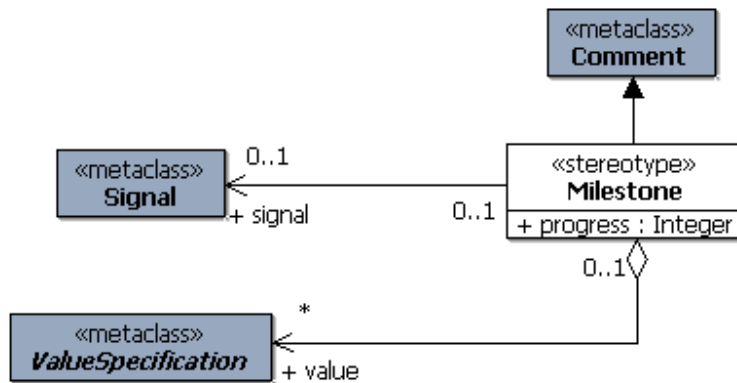 «metaclass»
Comment
«metaclass»
Signal
0..1
+ signal
0..1
«stereotype»
Milestone
+ progress : Integer
0..1
«metaclass»
ValueSpecification
*
+ value